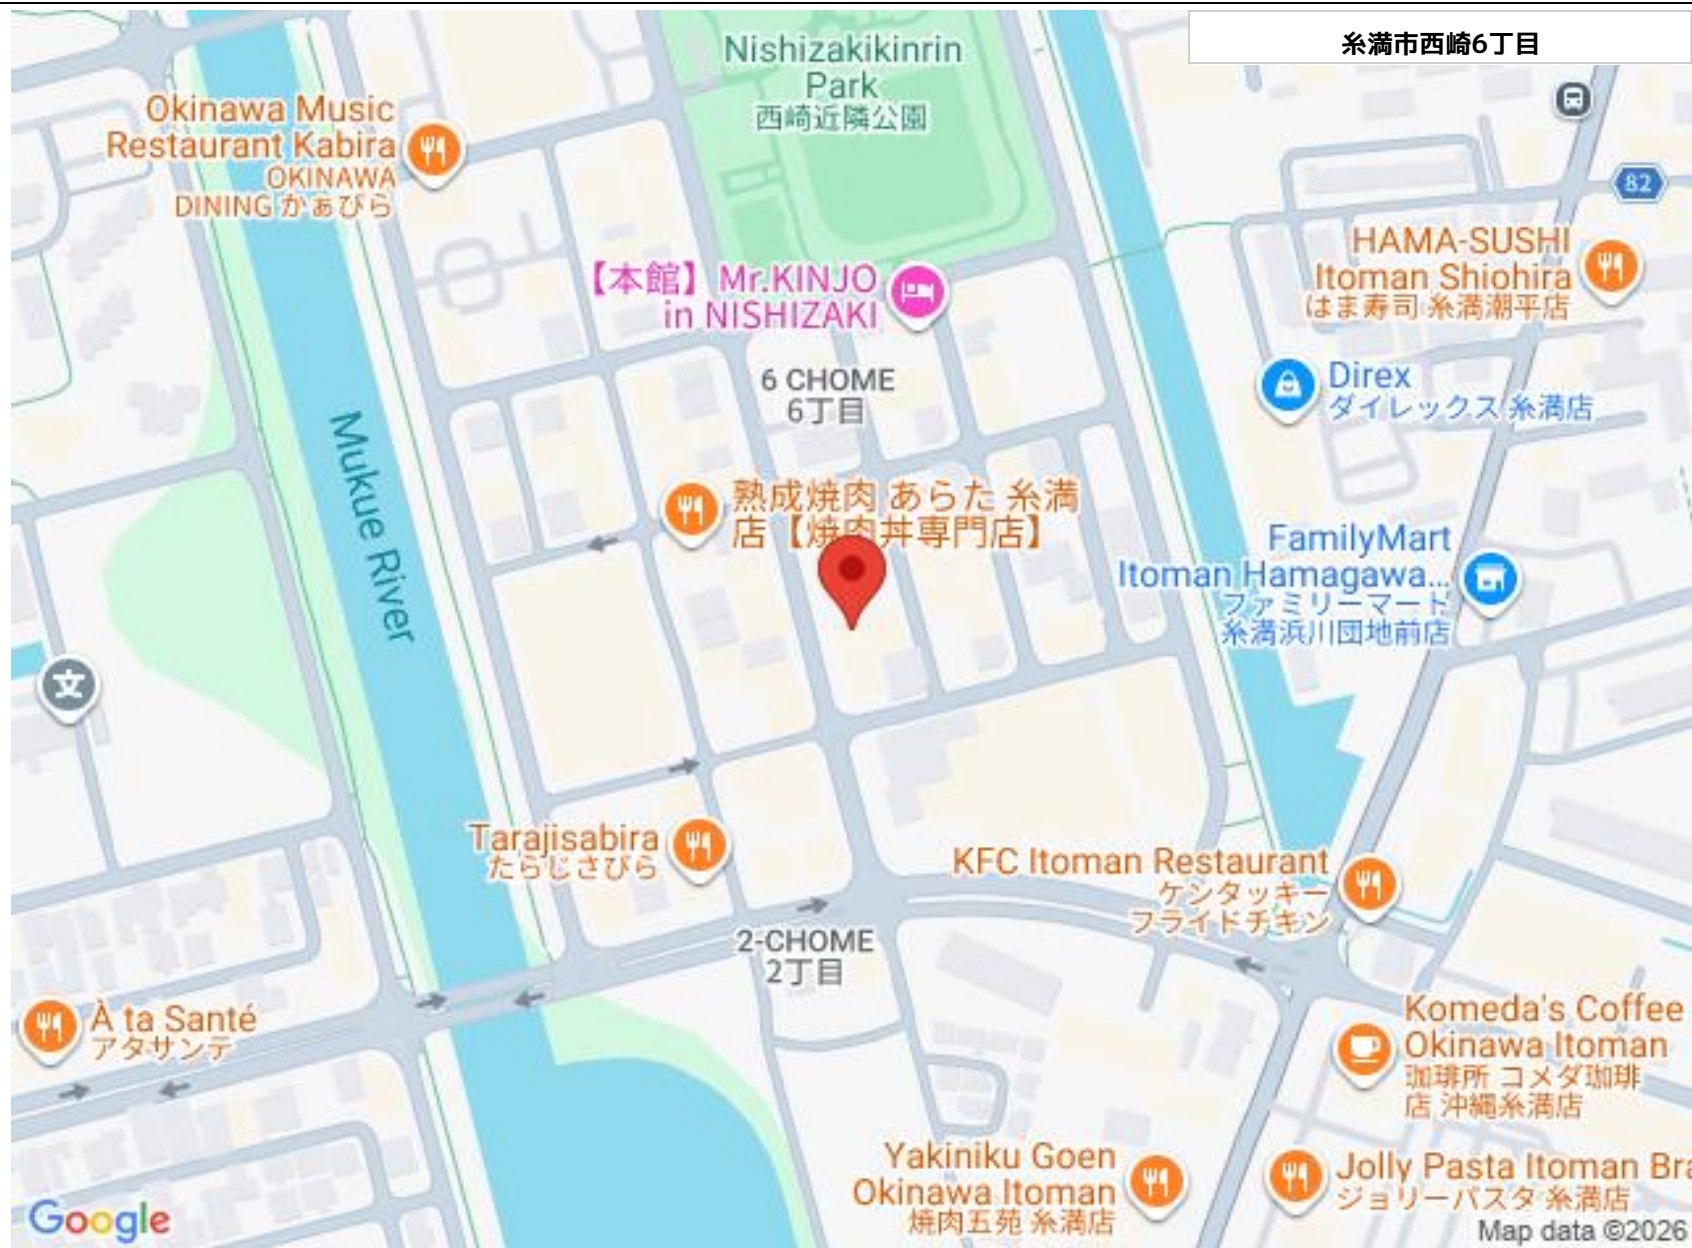 糸満市西崎6丁目
Nishizakikinrin
Park
西崎近隣公園
Okinawa Music
Restaurant Kabira
OKINAWA
DINING かぁびら
82
HAMA-SUSHI
Itoman Shiohira
はま寿司 糸満潮平店
【本館】 Mr.KINJO
in NISHIZAKI
6 CHOME
6丁目
Direx
ダイレックス 糸満店
Mukue River
熟成焼肉 あらた 糸満
店【焼肉丼専門店】
FamilyMart
Itoman Hamagawa...
ファミリーマート
糸満浜川団地前店
文
Tarajisabira
たらじさびら
KFC Itoman Restaurant
ケンタッキー
フライドチキン
2-CHOME
2丁目
À ta Santé
アタサンテ
Komeda's Coffee
Okinawa Itoman
珈琲所 コメダ珈琲
店 沖縄糸満店
Yakiniku Goen
Okinawa Itoman
焼肉五苑 糸満店
Jolly Pasta Itoman Bra
ジョリーパスタ 糸満店
Google
Map data ©2026